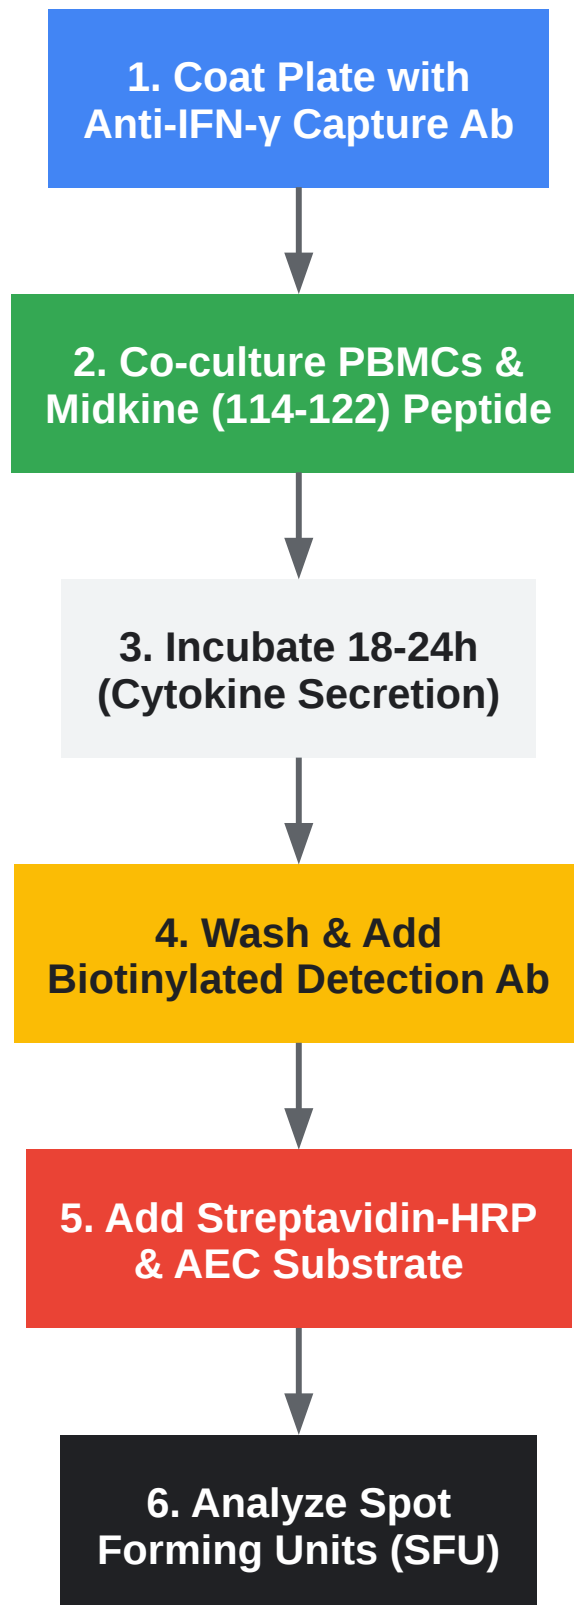 1. Coat Plate with
Anti-IFN-γ Capture Ab
2. Co-culture PBMCs &
Midkine (114-122) Peptide
3. Incubate 18-24h
(Cytokine Secretion)
4. Wash & Add
Biotinylated Detection Ab
5. Add Streptavidin-HRP
& AEC Substrate
6. Analyze Spot
Forming Units (SFU)